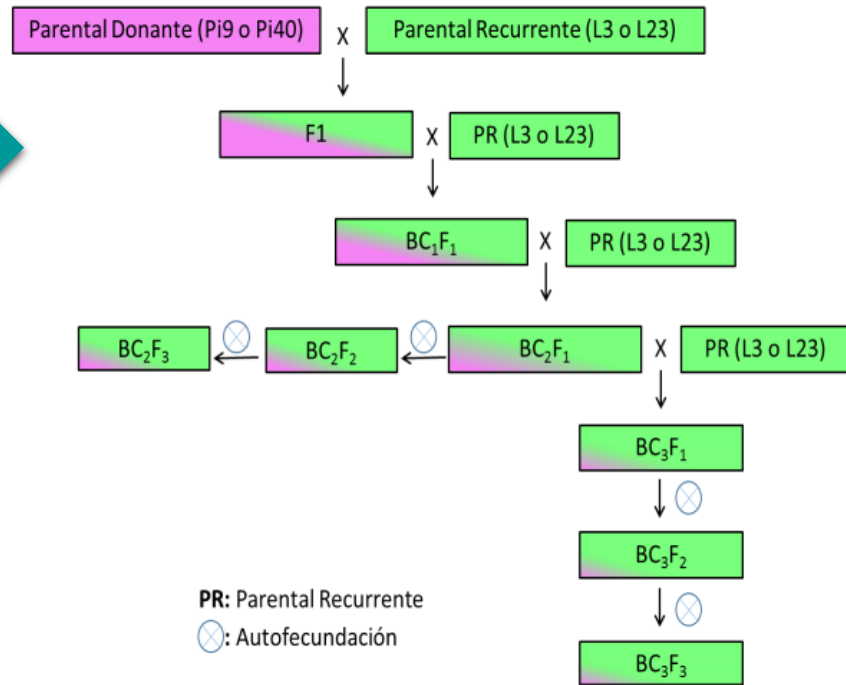 Parental Donante (Pi9 o Pi40) X Parental Recurrente (L3 o L23)
F1 X PR (L3 o L23)
BC₁F₁ X PR (L3 o L23)
BC₂F₃ BC₂F₂ BC₂F₁ X PR (L3 o L23)
BC₃F₁
BC₃F₂
PR: Parental Recurrente
: Autofecundación
BC₃F₃